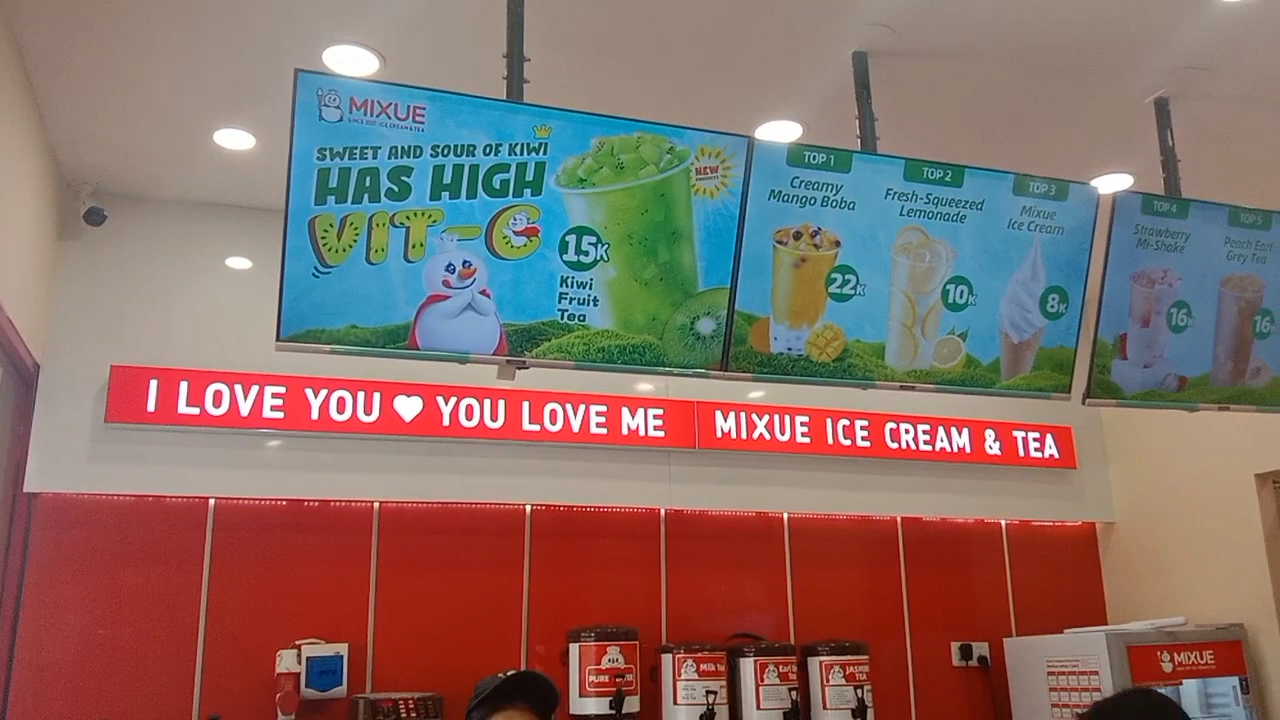 MIXUE
SINCE 1997 · ICE CREAM & TEA
SWEET AND SOUR OF KIWI
HAS HIGH
VIT-C
NEW
PRODUCTS
15K
Kiwi
Fruit
Tea
TOP 1
Creamy
Mango Boba
22K
TOP 2
Fresh-Squeezed
Lemonade
10K
TOP 3
Mixue
Ice Cream
8K
TOP 4
Strawberry
Mi-Shake
16K
TOP 5
Peach Earl
Grey Tea
16
I LOVE YOU ♥ YOU LOVE ME
MIXUE ICE CREAM & TEA
PURE
Milk Tea
JASMI
TEA
MIXUE